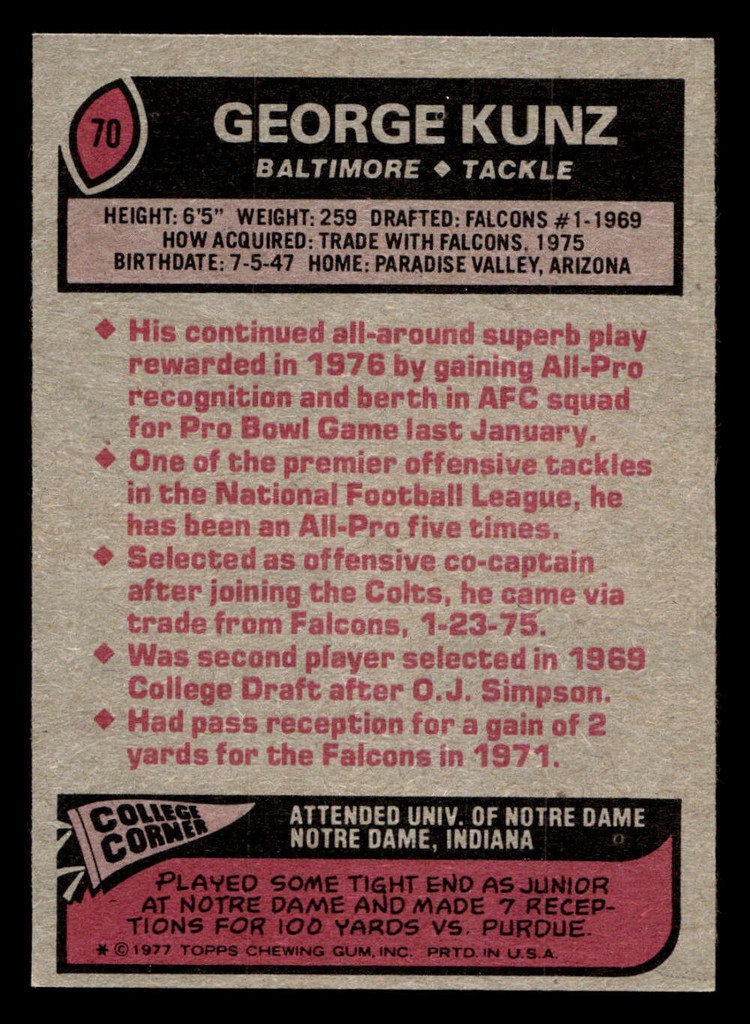 70
GEORGE KUNZ
BALTIMORE ◆ TACKLE
HEIGHT: 6'5" WEIGHT: 259 DRAFTED: FALCONS #1-1969
HOW ACQUIRED: TRADE WITH FALCONS, 1975
BIRTHDATE: 7-5-47 HOME: PARADISE VALLEY, ARIZONA
◆ His continued all-around superb play
rewarded in 1976 by gaining All-Pro
recognition and berth in AFC squad
for Pro Bowl Game last January.
◆ One of the premier offensive tackles
in the National Football League, he
has been an All-Pro five times.
◆ Selected as offensive co-captain
after joining the Colts, he came via
trade from Falcons, 1-23-75.
◆ Was second player selected in 1969
College Draft after O.J. Simpson.
◆ Had pass reception for a gain of 2
yards for the Falcons in 1971.
COLLEGE
CORNER
ATTENDED UNIV. OF NOTRE DAME
NOTRE DAME, INDIANA
PLAYED SOME TIGHT END AS JUNIOR
AT NOTRE DAME AND MADE 7 RECEP-
TIONS FOR 100 YARDS VS. PURDUE.
* © 1977 TOPPS CHEWING GUM, INC. PRTD. IN U.S.A.